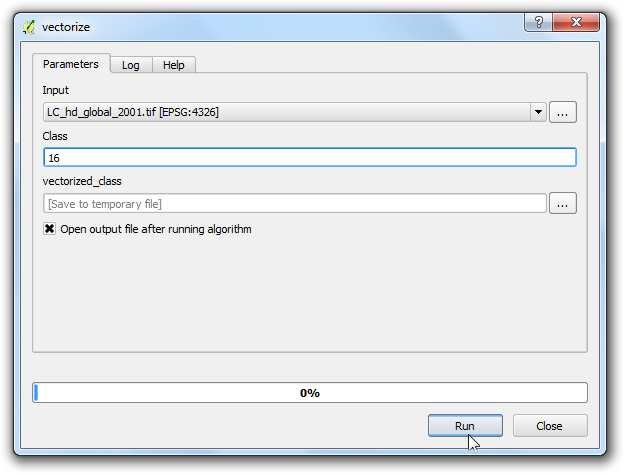 vectorize
?
Parameters Log Help
Input
LC_hd_global_2001.tif [EPSG:4326] ...
Class
16
vectorized_class
[Save to temporary file] ...
Open output file after running algorithm
0%
Run Close